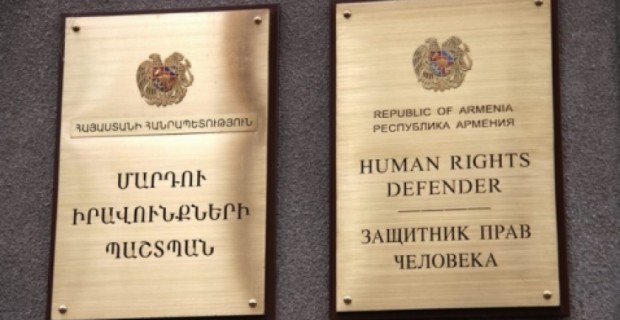 ՀԱՅԱՍՏԱՆԻ ՀԱՆՐԱՊԵՏՈՒԹՅՈՒՆ
ՄԱՐԴՈՒ
ԻՐԱՎՈՒՆՔՆԵՐԻ
ՊԱՇՏՊԱՆ
REPUBLIC OF ARMENIA
РЕСПУБЛИКА АРМЕНИЯ
HUMAN RIGHTS
DEFENDER
ЗАЩИТНИК ПРАВ
ЧЕЛОВЕКА